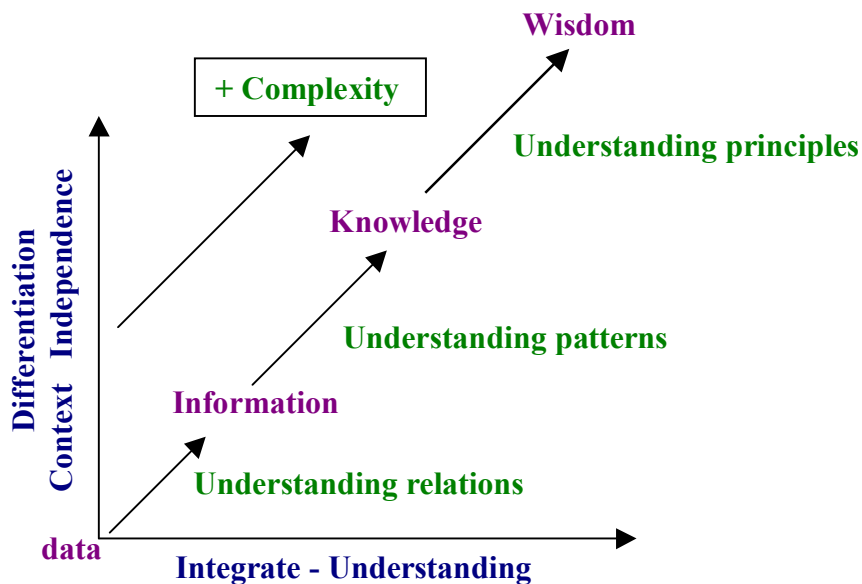 Wisdom
+ Complexity
Understanding principles
Knowledge
Differentiation
Context Independence
Understanding patterns
Information
Understanding relations
data
Integrate - Understanding